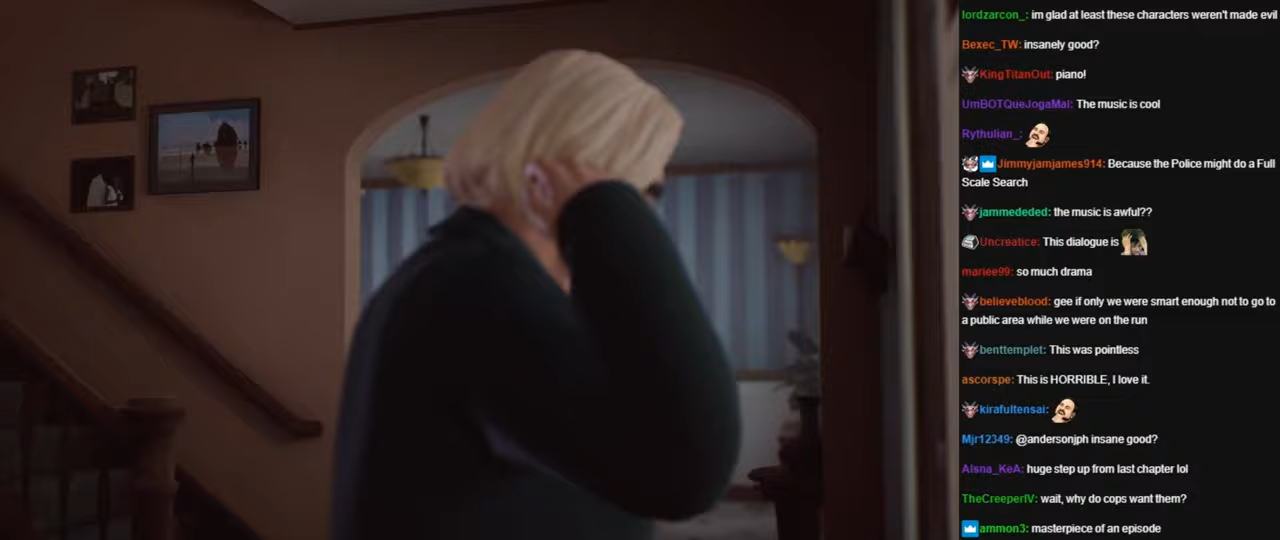 lordzarcon_: im glad at least these characters weren't made evil
Bexec_TW: insanely good?
KingTitanOut: piano!
UmBOTQueJogaMal: The music is cool
Rythulian_:
Jimmyjamjames914: Because the Police might do a Full
Scale Search
jammededed: the music is awful??
Uncreatice: This dialogue is
mariee99: so much drama
believeblood: gee if only we were smart enough not to go to
a public area while we were on the run
benttemplet: This was pointless
ascorspe: This is HORRIBLE, I love it.
kirafultensai:
Mjr12349: @andersonjph insane good?
Alsna_KeA: huge step up from last chapter lol
TheCreeperIV: wait, why do cops want them?
ammon3: masterpiece of an episode